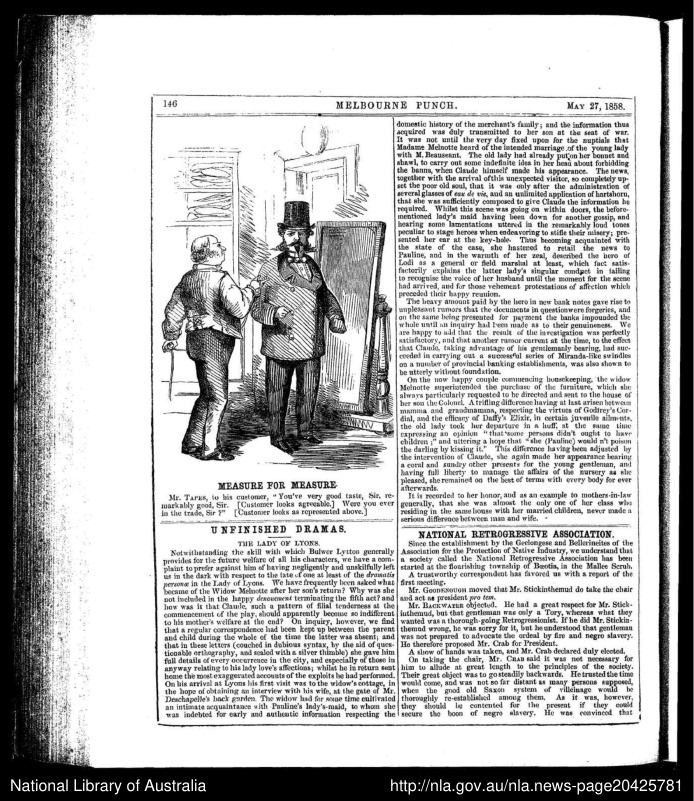 146
MELBOURNE PUNCH.
MAY 27, 1858.
MEASURE FOR MEASURE
MR. TAPES, to his customer, "You've very good taste, Sir, re-
markably good, Sir. [Customer looks agreeable.] Were you ever
in the trade, Sir?" [Customer looks as represented above.]
UNFINISHED DRAMAS.
THE LADY OF LYONS.
Notwithstanding the skill with which Bulwer Lytton generally
provides for the future welfare of all his characters, we have a com-
plaint to prefer against him of having negligently and unskilfully left
us in the dark with respect to the fate of one at least of the dramatis
personæ in the Lady of Lyons. We have frequently been asked what
became of the Widow Melnotte after her son's return? Why was she
not included in the happy denouement terminating the fifth act? and
how was it that Claude, such a pattern of filial tenderness at the
commencement of the play, should apparently become so indifferent
to his mother's welfare at the end? On inquiry, however, we find
that a regular correspondence had been kept up between the parent
and child during the whole of the time the latter was absent; and
that in these letters (couched in dubious syntax, by the aid of ques-
tionable orthography, and sealed with a silver thimble) she gave him
full details of every occurrence in the city, and especially of those in
anyway relating to his lady love's affections; whilst he in return sent
home the most exaggerated accounts of the exploits he had performed.
On his arrival at Lyons his first visit was to the widow's cottage, in
the hope of obtaining an interview with his wife, at the gate of Mr.
Deschapelle's back garden. The widow had for some time cultivated
an intimate acquaintance with Pauline's lady's-maid, to whom she
was indebted for early and authentic information respecting the
domestic history of the merchant's family; and the information thus
acquired was duly transmitted to her son at the seat of war.
It was not until the very day fixed upon for the nuptials that
Madame Melnotte heard of the intended marriage of the young lady
with M. Beauseant. The old lady had already put on her bonnet and
shawl, to carry out some indefinite idea in her head about forbidding
the banns, when Claude himself made his appearance. The news,
together with the arrival of this unexpected visitor, so completely up-
set the poor old soul, that it was only after the administration of
several glasses of eau de vie, and an unlimited application of hartshorn,
that she was sufficiently composed to give Claude the information he
required. Whilst this scene was going on within doors, the before-
mentioned lady's maid having been down for another gossip, and
hearing some lamentations uttered in the remarkably loud tones
peculiar to stage heroes when endeavoring to stifle their misery; pre-
sented her ear at the key-hole. Thus becoming acquainted with
the state of the case, she hastened to retail the news to
Pauline, and in the warmth of her zeal, described the hero of
Lodi as a general or field marshal at least, which fact satis-
factorily explains the latter lady's singular conduct in failing
to recognise the voice of her husband until the moment for the scene
had arrived, and for those vehement protestations of affection which
preceded their happy reunion.
The heavy amount paid by the hero in new bank notes gave rise to
unpleasant rumors that the documents in question were forgeries, and
on the same being presented for payment the banks impounded the
whole until an inquiry had been made as to their genuineness. We
are happy to add that the result of the investigation was perfectly
satisfactory, and that another rumor current at the time, to the effect
that Claude, taking advantage of his gentlemanly bearing, had suc-
ceeded in carrying out a successful series of Miranda-like swindles
on a number of provincial banking establishments, was also shown to
be utterly without foundation.
On the now happy couple commencing housekeeping, the widow
Melnotte superintended the purchase of the furniture, which she
always particularly requested to be directed and sent to the house of
her son the Colonel. A trifling difference having at last arisen between
mamma and grandmamma, respecting the virtues of Godfrey's Cor-
dial, and the efficacy of Daffy's Elixir, in certain juvenile ailments,
the old lady took her departure in a huff, at the same time
expressing an opinion "that some persons didn't ought to have
children;" and uttering a hope that "she (Pauline) would n't poison
the darling by kissing it." This difference having been adjusted by
the intervention of Claude, she again made her appearance bearing
a coral and sundry other presents for the young gentleman, and
having full liberty to manage the affairs of the nursery as she
pleased, she remained on the best of terms with every body for ever
afterwards.
It is recorded to her honor, and as an example to mothers-in-law
generally, that she was almost the only one of her class who
residing in the same house with her married children, never made a
serious difference between man and wife.
NATIONAL RETROGRESSIVE ASSOCIATION.
Since the establishment by the Geelongese and Bellerineites of the
Association for the Protection of Native Industry, we understand that
a society called the National Retrogressive Association has been
started at the flourishing township of Bœotia, in the Mallee Scrub.
A trustworthy correspondent has favored us with a report of the
first meeting.
MR. GOOSENOUGH moved that Mr. Stickinthemud do take the chair
and act as president pro tem.
MR. BACKWATER objected. He had a great respect for Mr. Stick-
inthemud, but that gentleman was only a Tory, whereas what they
wanted was a thorough-going Retrogressionist. If he did Mr. Stickin-
themud wrong, he was sorry for it, but he understood that gentleman
was not prepared to advocate the ordeal by fire and negro slavery.
He therefore proposed Mr. Crab for President.
A show of hands was taken, and Mr. Crab declared duly elected.
On taking the chair, MR. CRAB said it was not necessary for
him to allude at great length to the principles of the society.
Their great object was to go steadily backwards. He trusted the time
would come, and was not so far distant as many persons supposed,
when the good old Saxon system of villeinage would be
thoroughly re-established among them. As it was, however,
they should be contented for the present if they could
secure the boon of negro slavery. He was convinced that
National Library of Australia
http://nla.gov.au/nla.news-page20425781